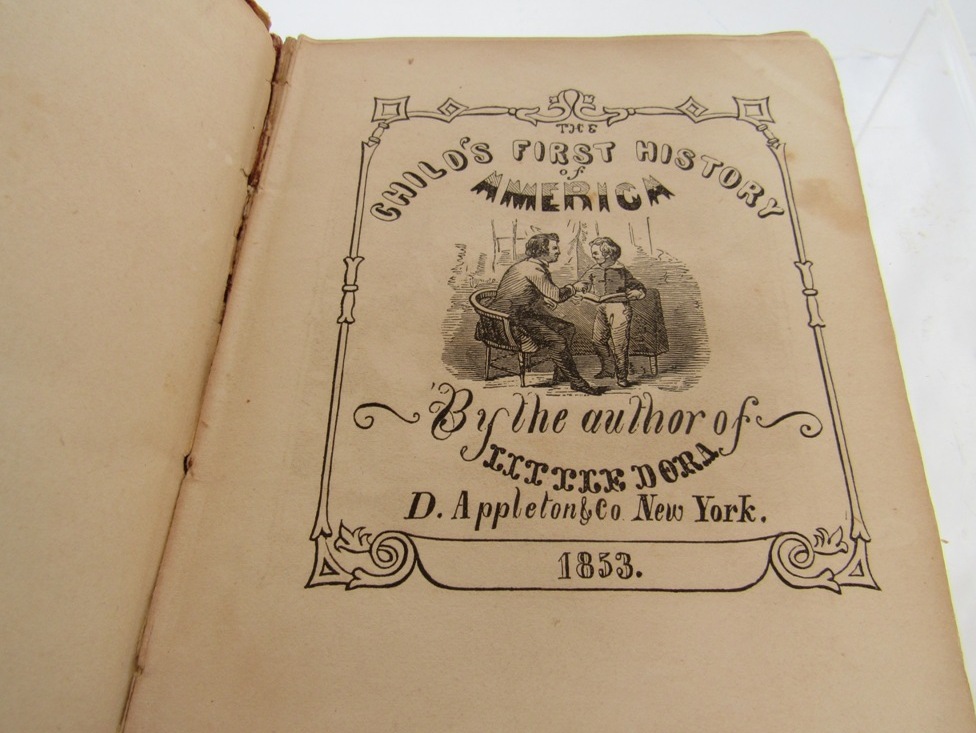 THE
CHILD'S FIRST HISTORY
of
AMERICA
By the author of
LITTLE DORA
D. Appleton & Co New York.
1853.